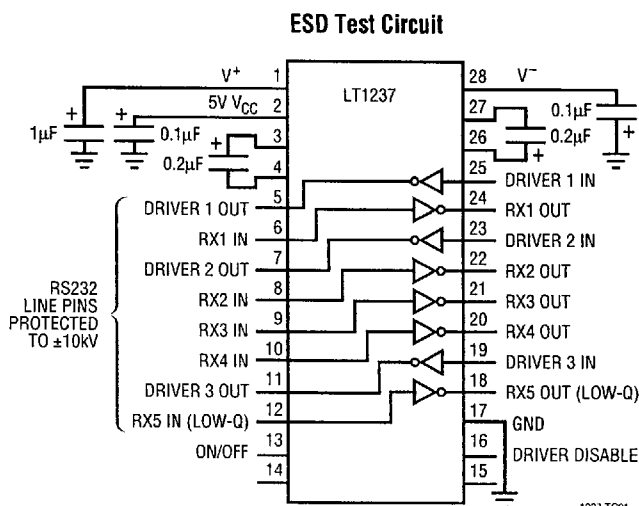 ESD Test Circuit
LT1237
V+ 1
5V VCC 2
3
4
1µF
+
0.1µF
+
0.2µF
+
DRIVER 1 OUT 5
RX1 IN 6
DRIVER 2 OUT 7
RX2 IN 8
RX3 IN 9
RX4 IN 10
DRIVER 3 OUT 11
RX5 IN (LOW-Q) 12
ON/OFF 13
14
RS232
LINE PINS
PROTECTED
TO ±10kV
28 V−
27
26
0.1µF
+
0.2µF
+
25 DRIVER 1 IN
24 RX1 OUT
23 DRIVER 2 IN
22 RX2 OUT
21 RX3 OUT
20 RX4 OUT
19 DRIVER 3 IN
18 RX5 OUT (LOW-Q)
17 GND
16 DRIVER DISABLE
15